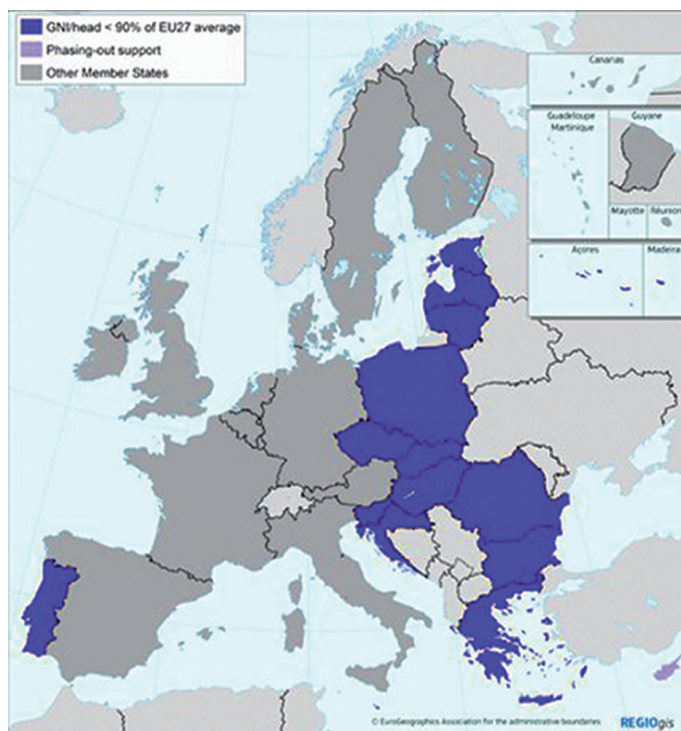 GNI/head < 90% of EU27 average
Phasing-out support
Other Member States
Canarias
Guadeloupe
Martinique
Guyane
Mayotte
Réunion
Açores
Madeira
© EuroGeographics Association for the administrative boundaries
REGIOgis